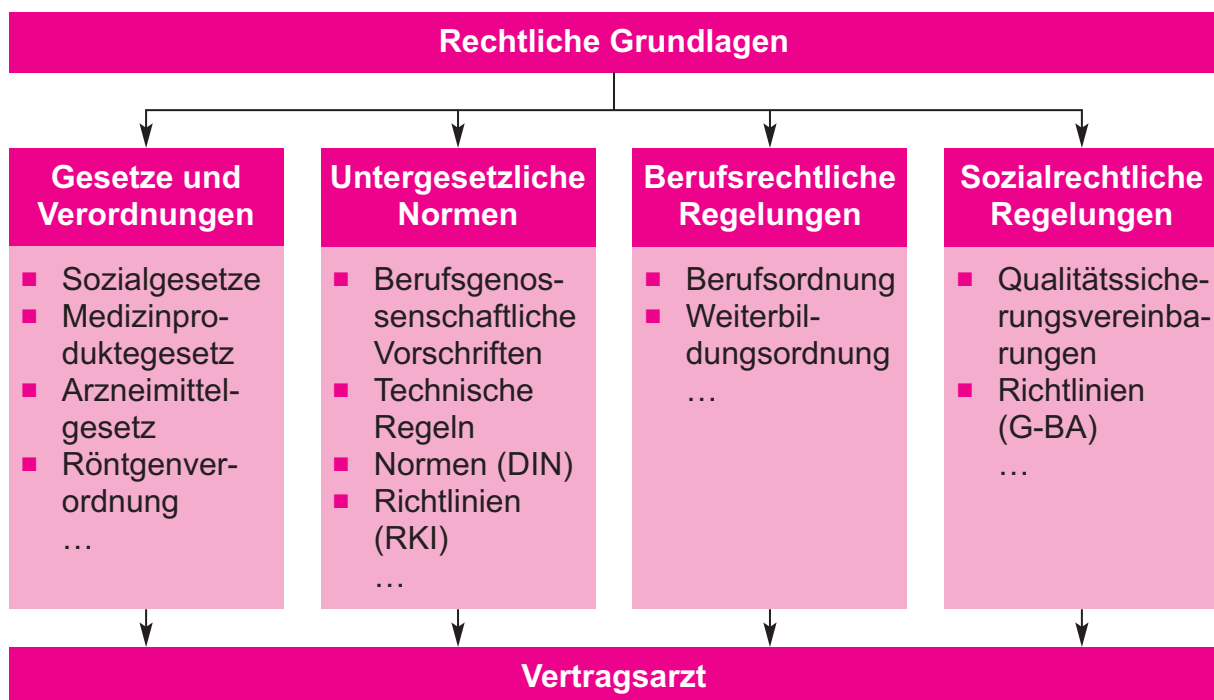 Rechtliche Grundlagen
Gesetze und
Verordnungen
■ Sozialgesetze
■ Medizinpro-
duktegesetz
■ Arzneimittel-
gesetz
■ Röntgenver-
ordnung
…
Untergesetzliche
Normen
■ Berufsgenos-
senschaftliche
Vorschriften
■ Technische
Regeln
■ Normen (DIN)
■ Richtlinien
(RKI)
…
Berufsrechtliche
Regelungen
■ Berufsordnung
■ Weiterbil-
dungsordnung
…
Sozialrechtliche
Regelungen
■ Qualitätssiche-
rungsvereinba-
rungen
■ Richtlinien
(G-BA)
…
Vertragsarzt